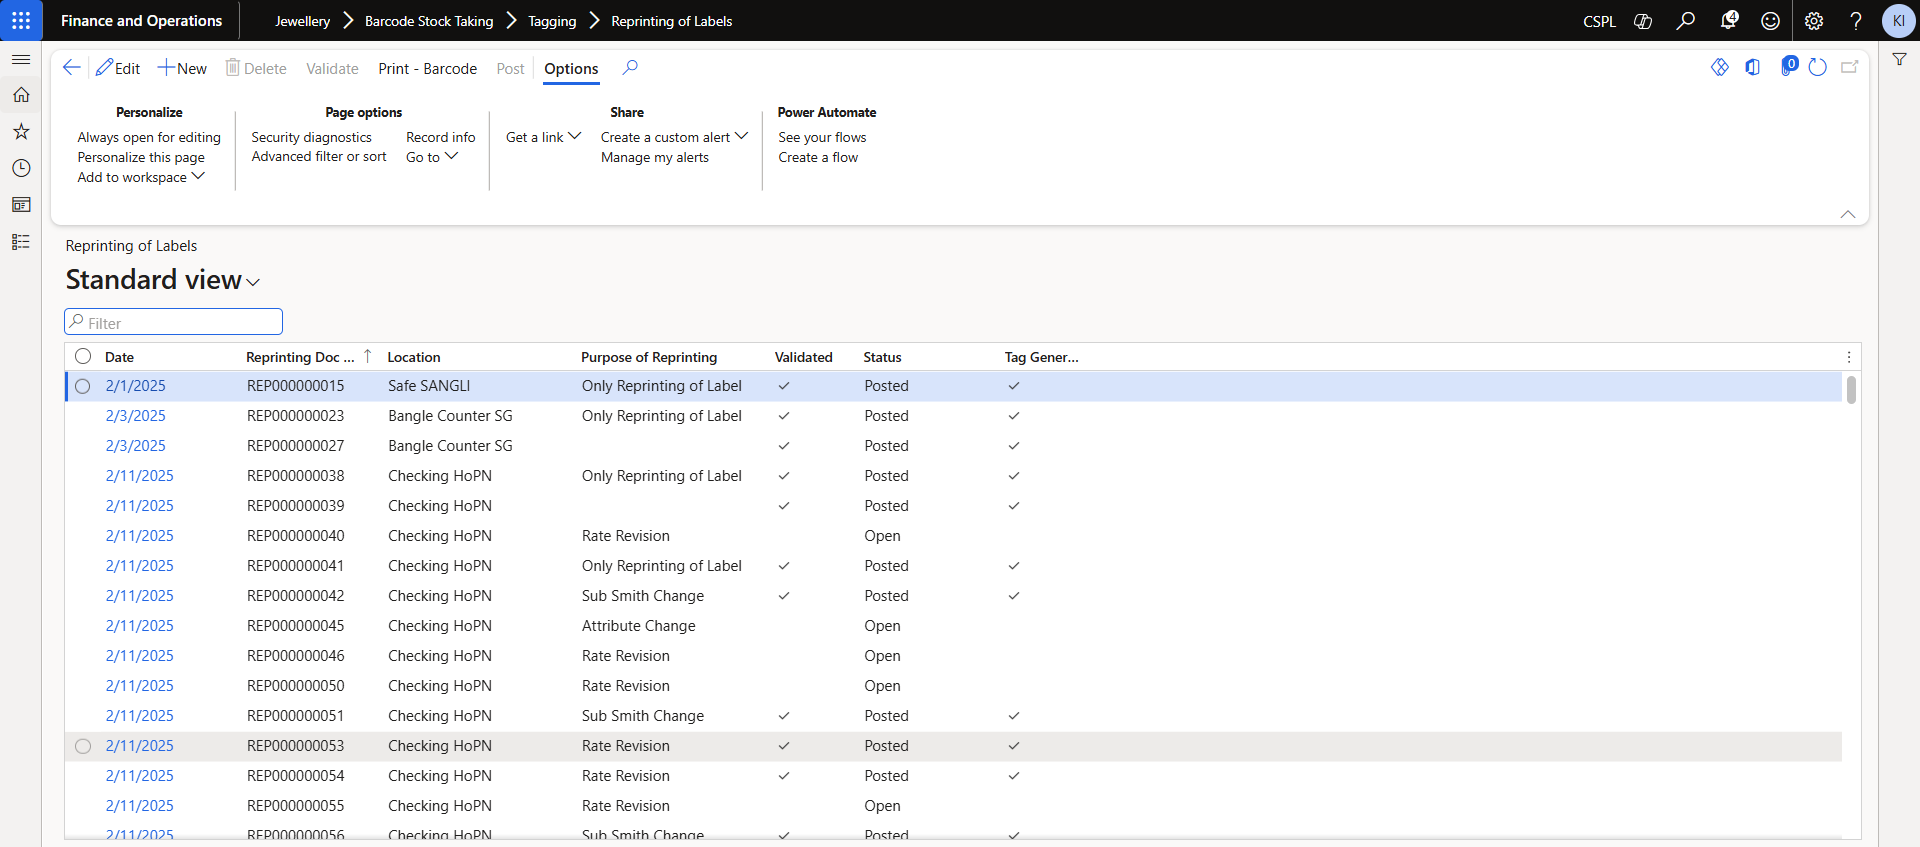 Finance and Operations
Jewellery > Barcode Stock Taking > Tagging > Reprinting of Labels
CSPL
4
?
KI
Edit
New
Delete
Validate
Print - Barcode
Post
Options
0
Personalize
Always open for editing
Personalize this page
Add to workspace
Page options
Security diagnostics
Advanced filter or sort
Record info
Go to
Share
Get a link
Create a custom alert
Manage my alerts
Power Automate
See your flows
Create a flow
Reprinting of Labels
Standard view
Filter
Date Reprinting Doc ... ↑ Location Purpose of Reprinting Validated Status Tag Gener...
2/1/2025 REP000000015 Safe SANGLI Only Reprinting of Label ✓ Posted ✓
2/3/2025 REP000000023 Bangle Counter SG Only Reprinting of Label ✓ Posted ✓
2/3/2025 REP000000027 Bangle Counter SG ✓ Posted ✓
2/11/2025 REP000000038 Checking HoPN Only Reprinting of Label ✓ Posted ✓
2/11/2025 REP000000039 Checking HoPN ✓ Posted ✓
2/11/2025 REP000000040 Checking HoPN Rate Revision Open
2/11/2025 REP000000041 Checking HoPN Only Reprinting of Label ✓ Posted ✓
2/11/2025 REP000000042 Checking HoPN Sub Smith Change ✓ Posted ✓
2/11/2025 REP000000045 Checking HoPN Attribute Change Open
2/11/2025 REP000000046 Checking HoPN Rate Revision Open
2/11/2025 REP000000050 Checking HoPN Rate Revision Open
2/11/2025 REP000000051 Checking HoPN Sub Smith Change ✓ Posted ✓
2/11/2025 REP000000053 Checking HoPN Rate Revision ✓ Posted ✓
2/11/2025 REP000000054 Checking HoPN Rate Revision ✓ Posted ✓
2/11/2025 REP000000055 Checking HoPN Rate Revision Open
2/11/2025 REP000000056 Checking HoPN Sub Smith Change ✓ Posted ✓